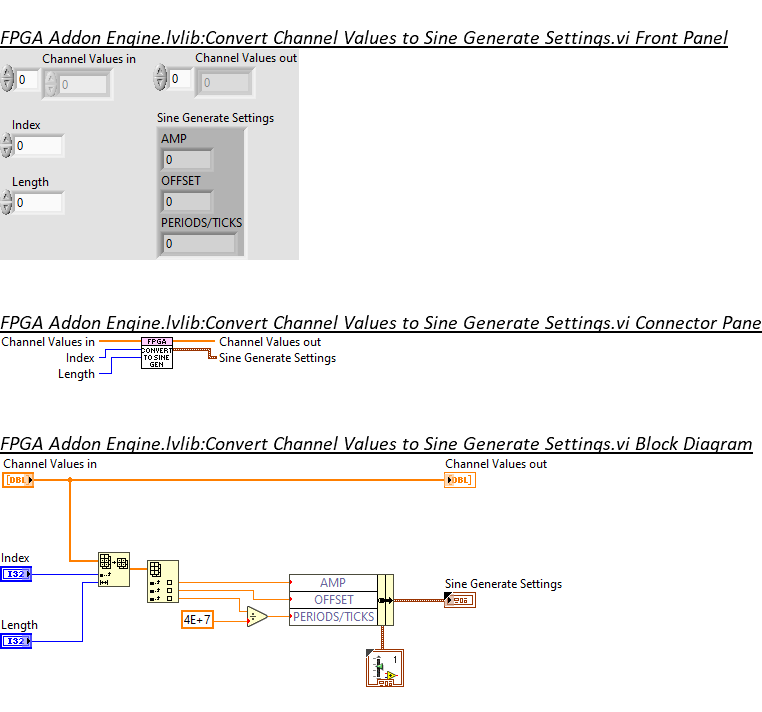 FPGA Addon Engine.lvlib:Convert Channel Values to Sine Generate Settings.vi Front Panel
Channel Values in
Channel Values out
0
0
0
0
Index
0
Length
0
Sine Generate Settings
AMP
0
OFFSET
0
PERIODS/TICKS
0
FPGA Addon Engine.lvlib:Convert Channel Values to Sine Generate Settings.vi Connector Pane
Channel Values in
Index
Length
FPGA
CONVERT
TO SINE
GEN
Channel Values out
Sine Generate Settings
FPGA Addon Engine.lvlib:Convert Channel Values to Sine Generate Settings.vi Block Diagram
Channel Values in
[DBL]
Channel Values out
DBL]
Index
I32
Length
I32
4E+7
÷
AMP
OFFSET
PERIODS/TICKS
1
Sine Generate Settings